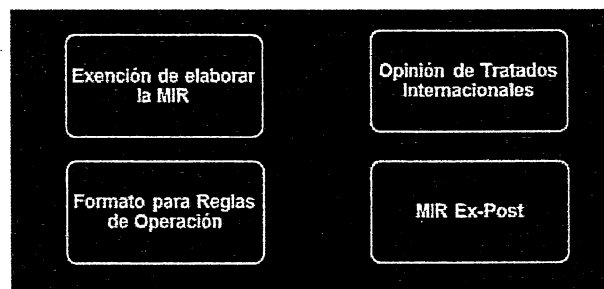 Exención de elaborar
la MIR
Opinión de Tratados
Internacionales
Formato para Reglas
de Operación
MIR Ex-Post